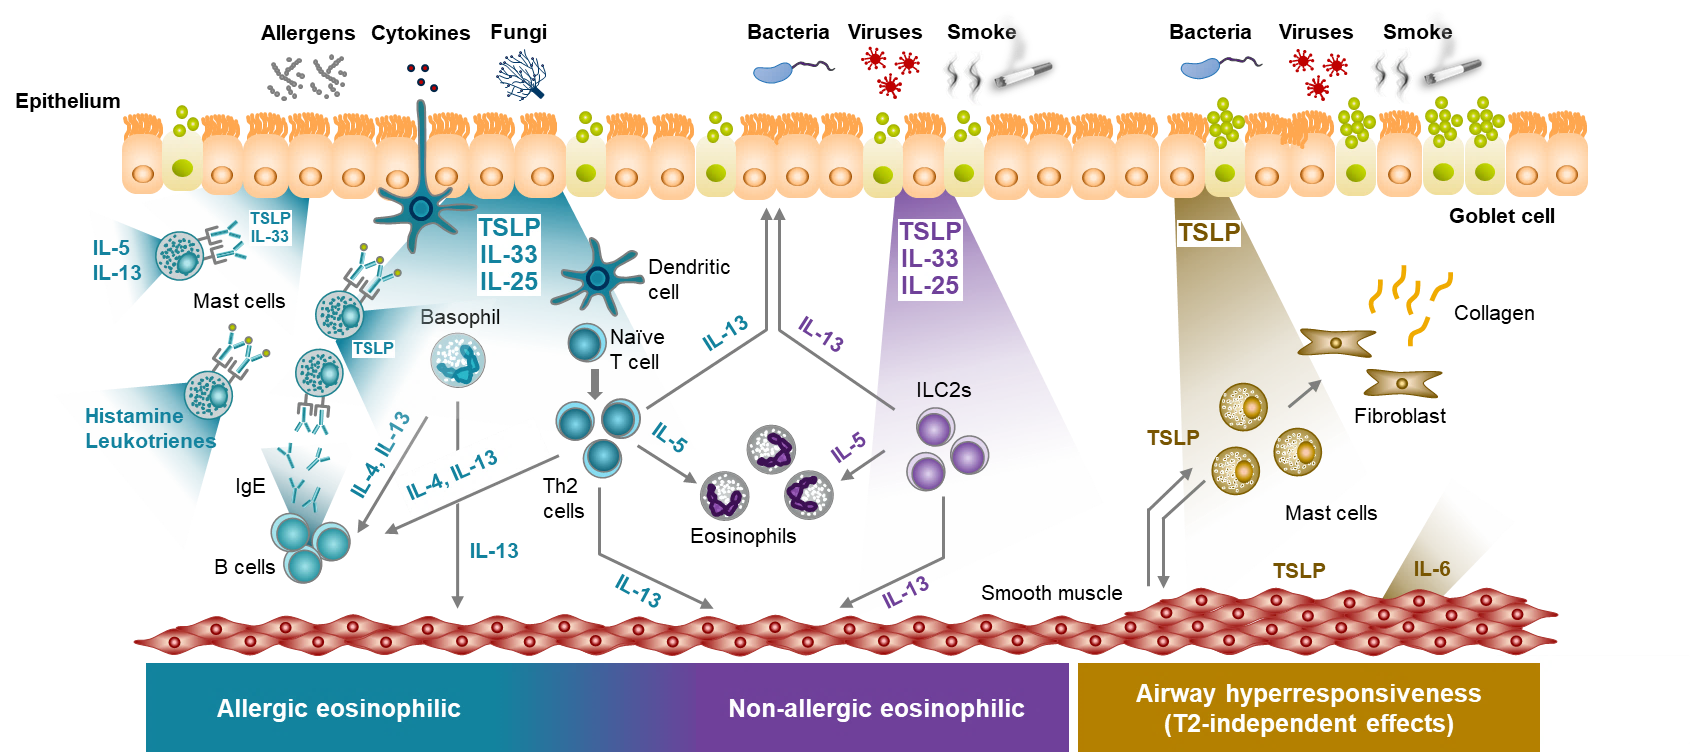 Allergens
Cytokines
Fungi
Bacteria
Viruses
Smoke
Bacteria
Viruses
Smoke
Epithelium
Goblet cell
TSLP
IL-33
IL-5
IL-13
Mast cells
TSLP
IL-33
IL-25
Dendritic
cell
TSLP
IL-33
IL-25
TSLP
Collagen
Basophil
TSLP
Naïve
T cell
IL-13
IL-13
Histamine
Leukotrienes
ILC2s
Fibroblast
IL-4, IL-13
IL-4, IL-13
IL-5
IL-5
TSLP
IgE
Th2
cells
Eosinophils
Mast cells
B cells
IL-13
IL-13
IL-13
Smooth muscle
TSLP
IL-6
Allergic eosinophilic
Non-allergic eosinophilic
Airway hyperresponsiveness
(T2-independent effects)